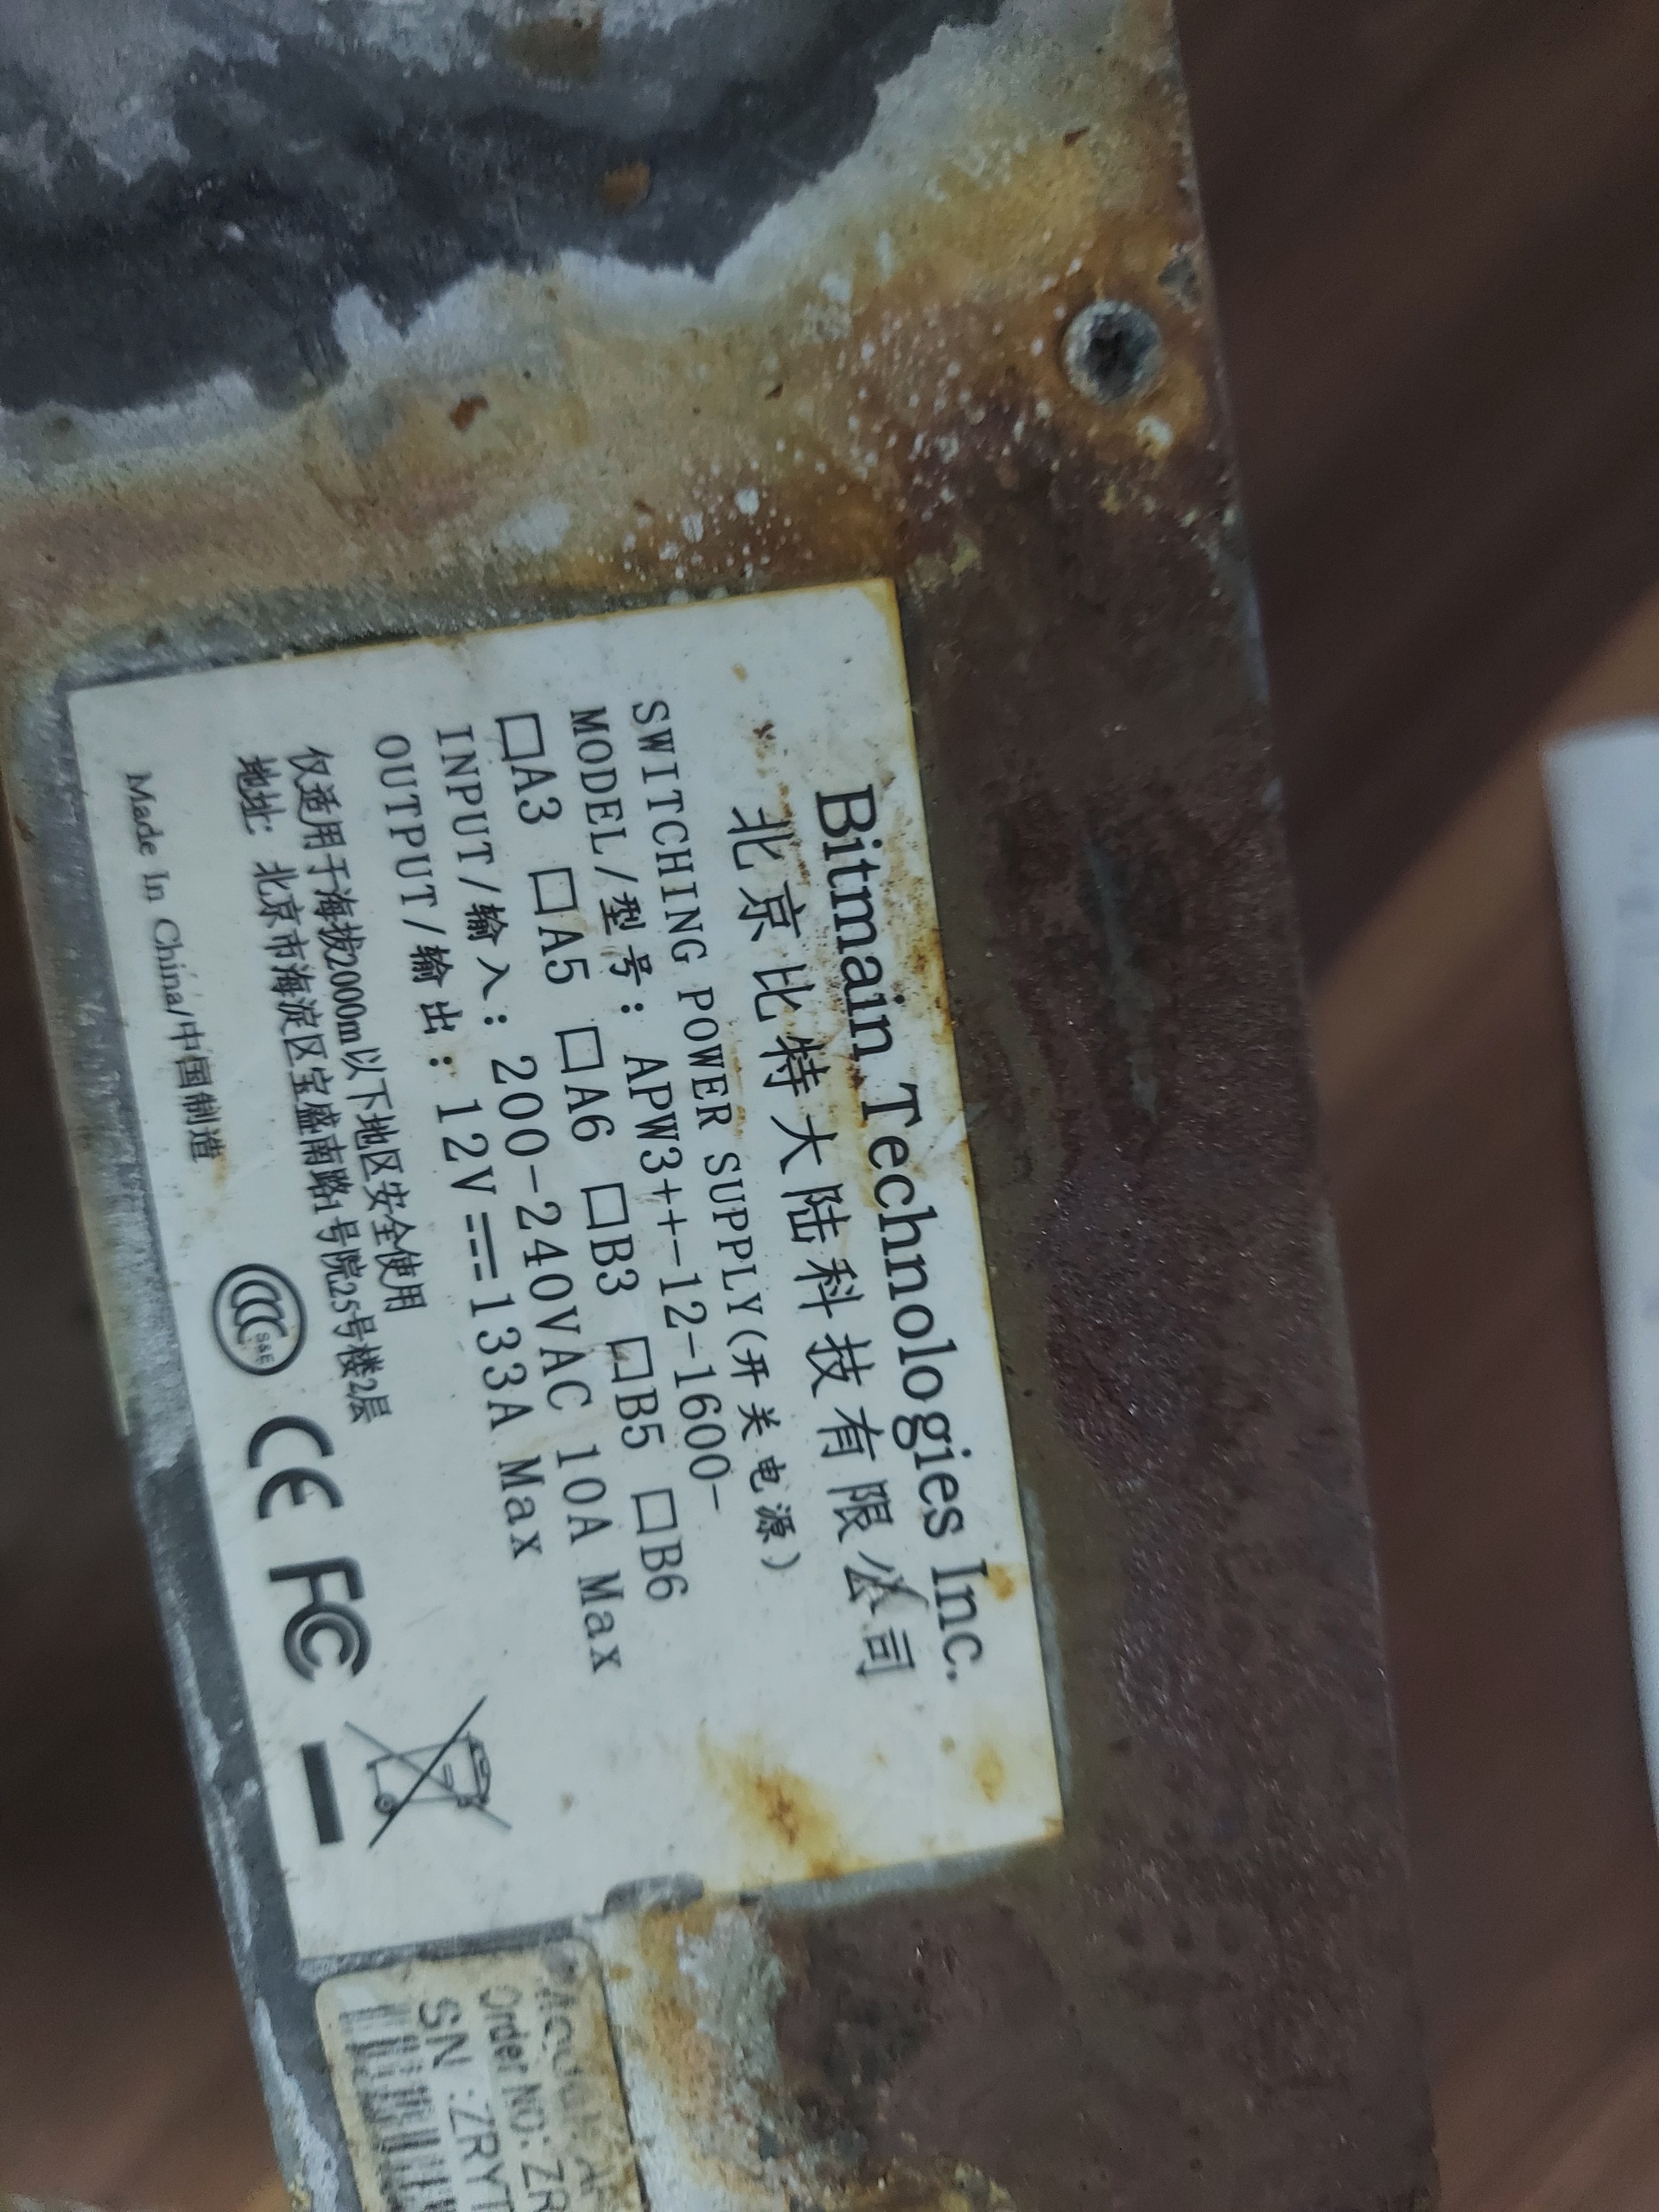 Bitmain Technologies Inc.
北京比特大陆科技有限公司
SWITCHING POWER SUPPLY(开关电源)
MODEL/型号: APW3++-12-1600-
□A3 □A5 □A6 □B3 □B5 □B6
INPUT/输入: 200-240VAC 10A Max
OUTPUT/输出: 12V⎓133A Max
仅适用于海拔2000m以下地区安全使用
地址: 北京市海淀区宝盛南路1号院25号楼2层
Made In China/中国制造
CCC S&E CE FC
Order NO: ZR
SN :ZRYT